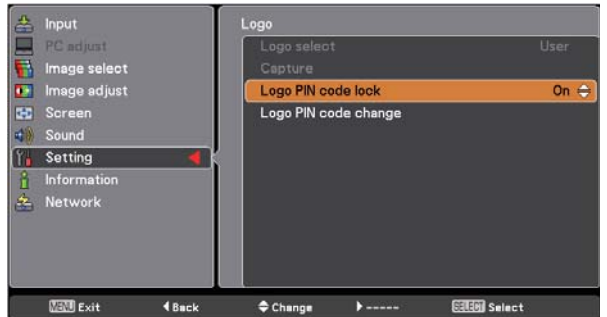 Input
PC adjust
Image select
Image adjust
Screen
Sound
Setting
Information
Network
Logo
Logo select User
Capture
Logo PIN code lock On
Logo PIN code change
MENU Exit Back Change ----- SELECT Select